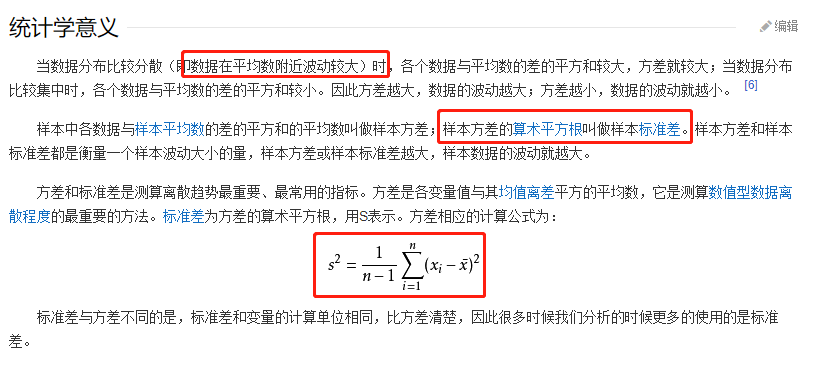 统计学意义
编辑
当数据分布比较分散（即数据在平均数附近波动较大）时，各个数据与平均数的差的平方和较大，方差就较大；当数据分布
比较集中时，各个数据与平均数的差的平方和较小。因此方差越大，数据的波动越大；方差越小，数据的波动就越小。 [6]
样本中各数据与样本平均数的差的平方和的平均数叫做样本方差；样本方差的算术平方根叫做样本标准差。样本方差和样本
标准差都是衡量一个样本波动大小的量，样本方差或样本标准差越大，样本数据的波动就越大。
方差和标准差是测算离散趋势最重要、最常用的指标。方差是各变量值与其均值离差平方的平均数，它是测算数值型数据离
散程度的最重要的方法。标准差为方差的算术平方根，用S表示。方差相应的计算公式为：
s² = 1/(n − 1) ∑_{i=1}^{n} (x_i − x̄)²
标准差与方差不同的是，标准差和变量的计算单位相同，比方差清楚，因此很多时候我们分析的时候更多的使用的是标准
差。